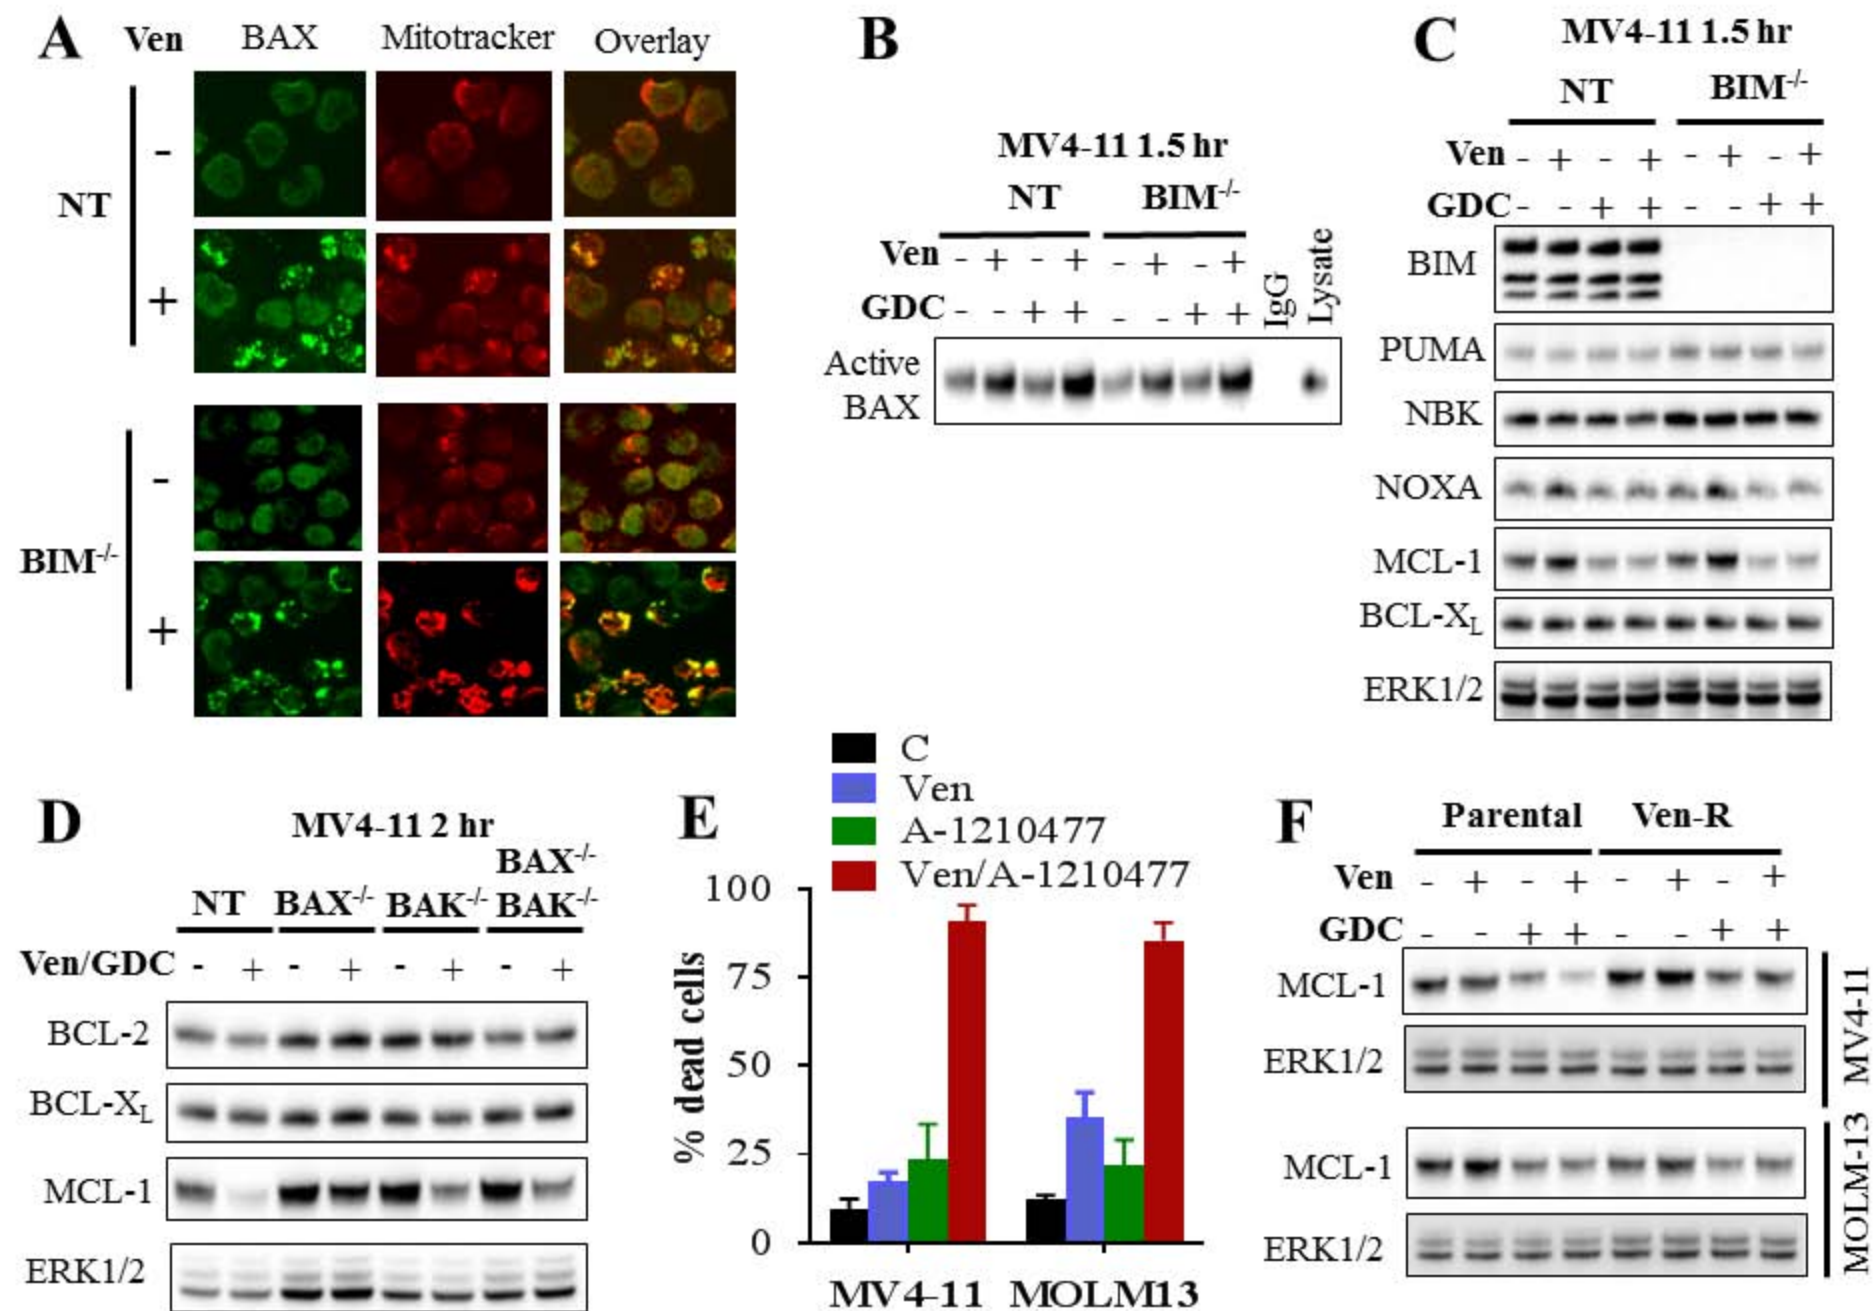 A
Ven BAX Mitotracker Overlay
-
NT
+
-
BIM-/-
+
B
MV4-11 1.5 hr
NT BIM-/-
Ven - + - + - + - + IgG Lysate
GDC - - + + - - + +
Active
BAX
C
MV4-11 1.5 hr
NT BIM-/-
Ven - + - + - + - +
GDC - - + + - - + +
BIM
PUMA
NBK
NOXA
MCL-1
BCL-XL
ERK1/2
D
MV4-11 2 hr
BAX-/-
NT BAX-/- BAK-/- BAK-/-
Ven/GDC - + - + - + - +
BCL-2
BCL-XL
MCL-1
ERK1/2
E
C
Ven
A-1210477
Ven/A-1210477
% dead cells
100
75
50
25
0
MV4-11 MOLM13
F
Parental Ven-R
Ven - + - + - + - +
GDC - - + + - - + +
MCL-1
ERK1/2
MV4-11
MCL-1
ERK1/2
MOLM-13